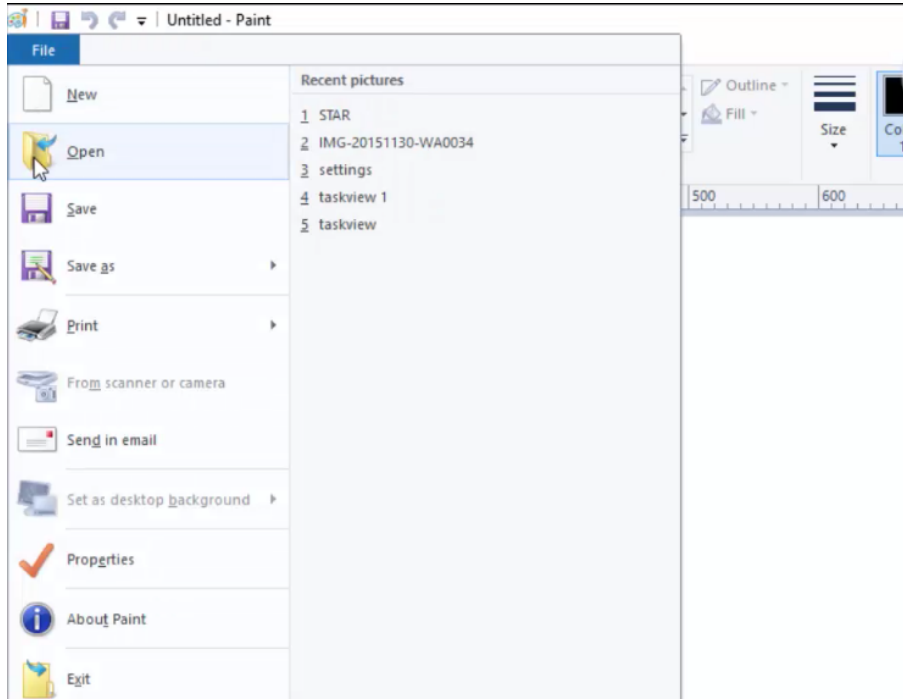 Untitled - Paint
File
New
Open
Save
Save as
Print
From scanner or camera
Send in email
Set as desktop background
Properties
About Paint
Exit
Recent pictures
1 STAR
2 IMG-20151130-WA0034
3 settings
4 taskview 1
5 taskview
Outline
Fill
Size
500
600